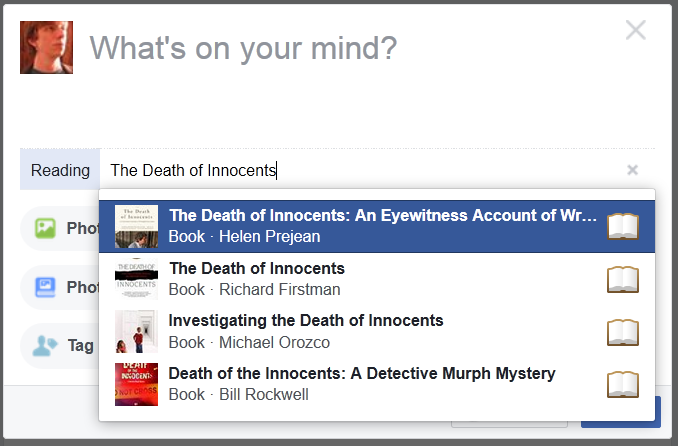 What's on your mind?
Reading The Death of Innocents
Phot
The Death of Innocents: An Eyewitness Account of Wr…
Book · Helen Prejean
The Death of Innocents
Book · Richard Firstman
Phot
Investigating the Death of Innocents
Book · Michael Orozco
Tag
Death of the Innocents: A Detective Murph Mystery
Book · Bill Rockwell